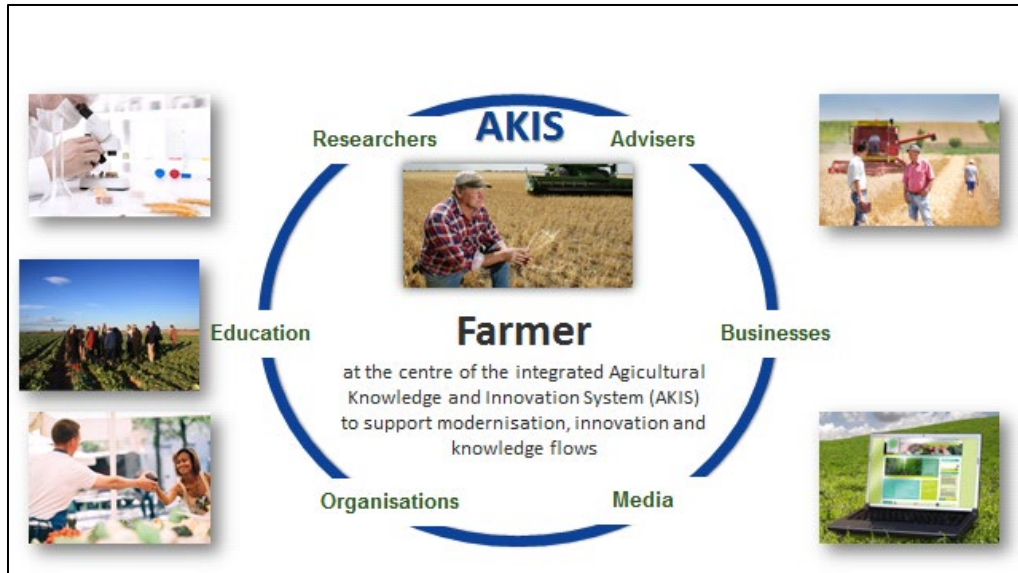 AKIS
Researchers
Advisers
Education
Farmer
Businesses
at the centre of the integrated Agicultural
Knowledge and Innovation System (AKIS)
to support modernisation, innovation and
knowledge flows
Organisations
Media